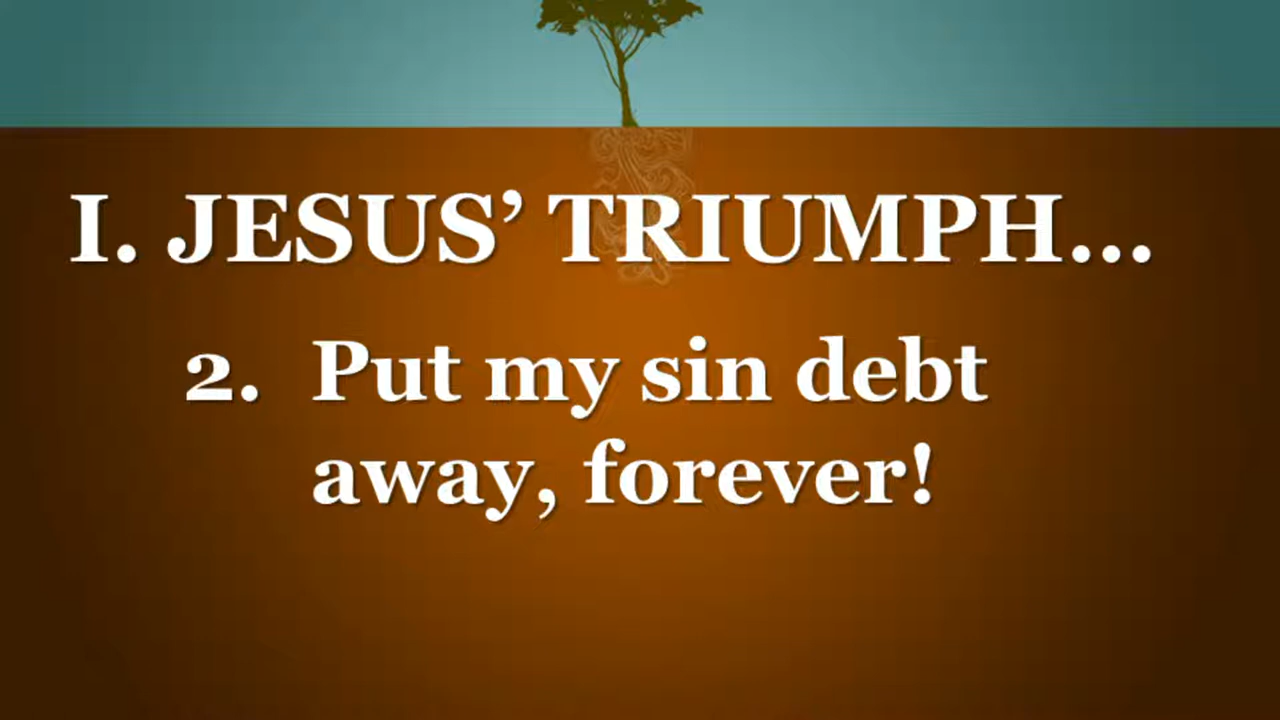 I. JESUS’ TRIUMPH...
2. Put my sin debt
away, forever!